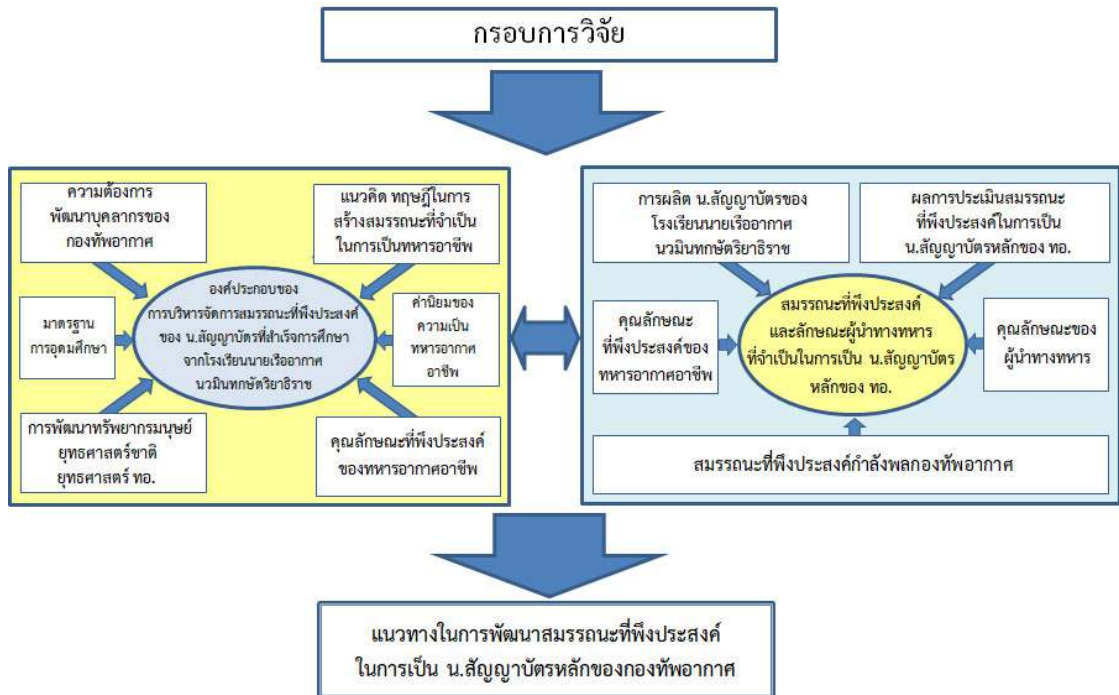 กรอบการวิจัย
ความต้องการ
พัฒนาบุคลากรของ
กองทัพอากาศ
แนวคิด ทฤษฎีในการ
สร้างสมรรถนะที่จำเป็น
ในการเป็นทหารอาชีพ
องค์ประกอบของ
การบริหารจัดการสมรรถนะที่พึงประสงค์
ของ น.สัญญาบัตรที่สำเร็จการศึกษา
จากโรงเรียนนายเรืออากาศ
นวมินทกษัตริยาธิราช
มาตรฐาน
การอุดมศึกษา
ค่านิยมของ
ความเป็น
ทหารอากาศ
อาชีพ
การพัฒนาทรัพยากรมนุษย์
ยุทธศาสตร์ชาติ
ยุทธศาสตร์ ทอ.
คุณลักษณะที่พึงประสงค์
ของทหารอากาศอาชีพ
การผลิต น.สัญญาบัตรของ
โรงเรียนนายเรืออากาศ
นวมินทกษัตริยาธิราช
ผลการประเมินสมรรถนะ
ที่พึงประสงค์ในการเป็น
น.สัญญาบัตรหลักของ ทอ.
คุณลักษณะ
ที่พึงประสงค์ของ
ทหารอากาศอาชีพ
สมรรถนะที่พึงประสงค์
และลักษณะผู้นำทางทหาร
ที่จำเป็นในการเป็น น.สัญญาบัตร
หลักของ ทอ.
คุณลักษณะของ
ผู้นำทางทหาร
สมรรถนะที่พึงประสงค์กำลังพลกองทัพอากาศ
แนวทางในการพัฒนาสมรรถนะที่พึงประสงค์
ในการเป็น น.สัญญาบัตรหลักของกองทัพอากาศ